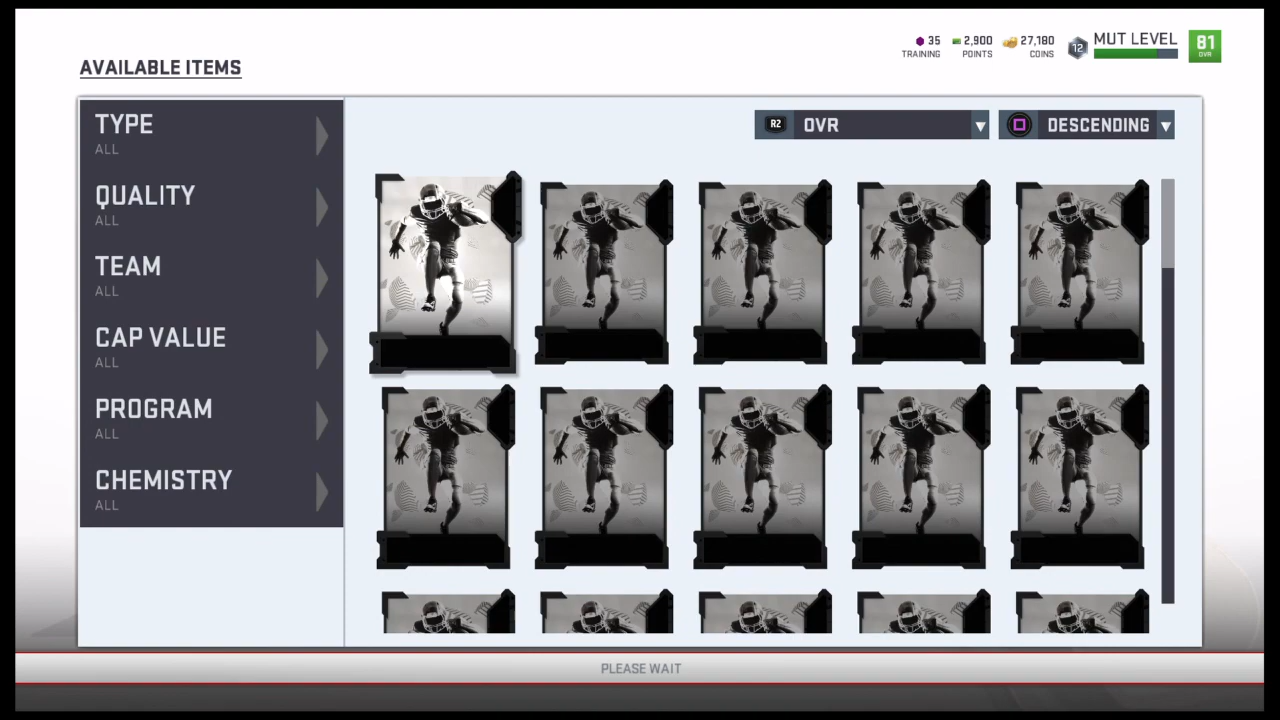 35 2,900 27,180 12 MUT LEVEL 81
TRAINING POINTS COINS OVR
AVAILABLE ITEMS
TYPE
ALL
QUALITY
ALL
TEAM
ALL
CAP VALUE
ALL
PROGRAM
ALL
CHEMISTRY
ALL
R2 OVR DESCENDING
PLEASE WAIT